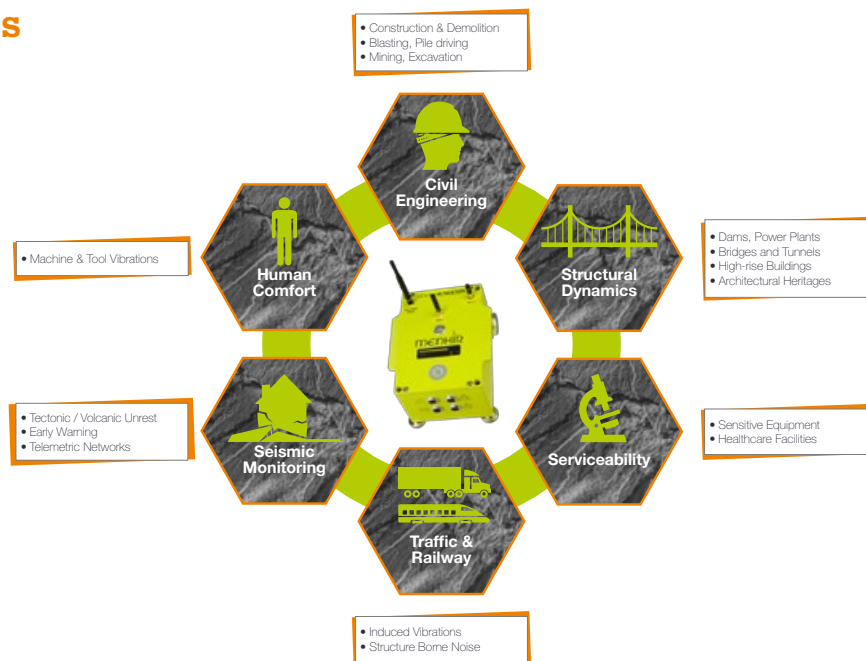 s
• Construction & Demolition
• Blasting, Pile driving
• Mining, Excavation
Civil
Engineering
Human
Comfort
Structural
Dynamics
• Machine & Tool Vibrations
• Dams, Power Plants
• Bridges and Tunnels
• High-rise Buildings
• Architectural Heritages
MENHIR
• Tectonic / Volcanic Unrest
• Early Warning
• Telemetric Networks
Seismic
Monitoring
Serviceability
• Sensitive Equipment
• Healthcare Facilities
Traffic &
Railway
• Induced Vibrations
• Structure Borne Noise